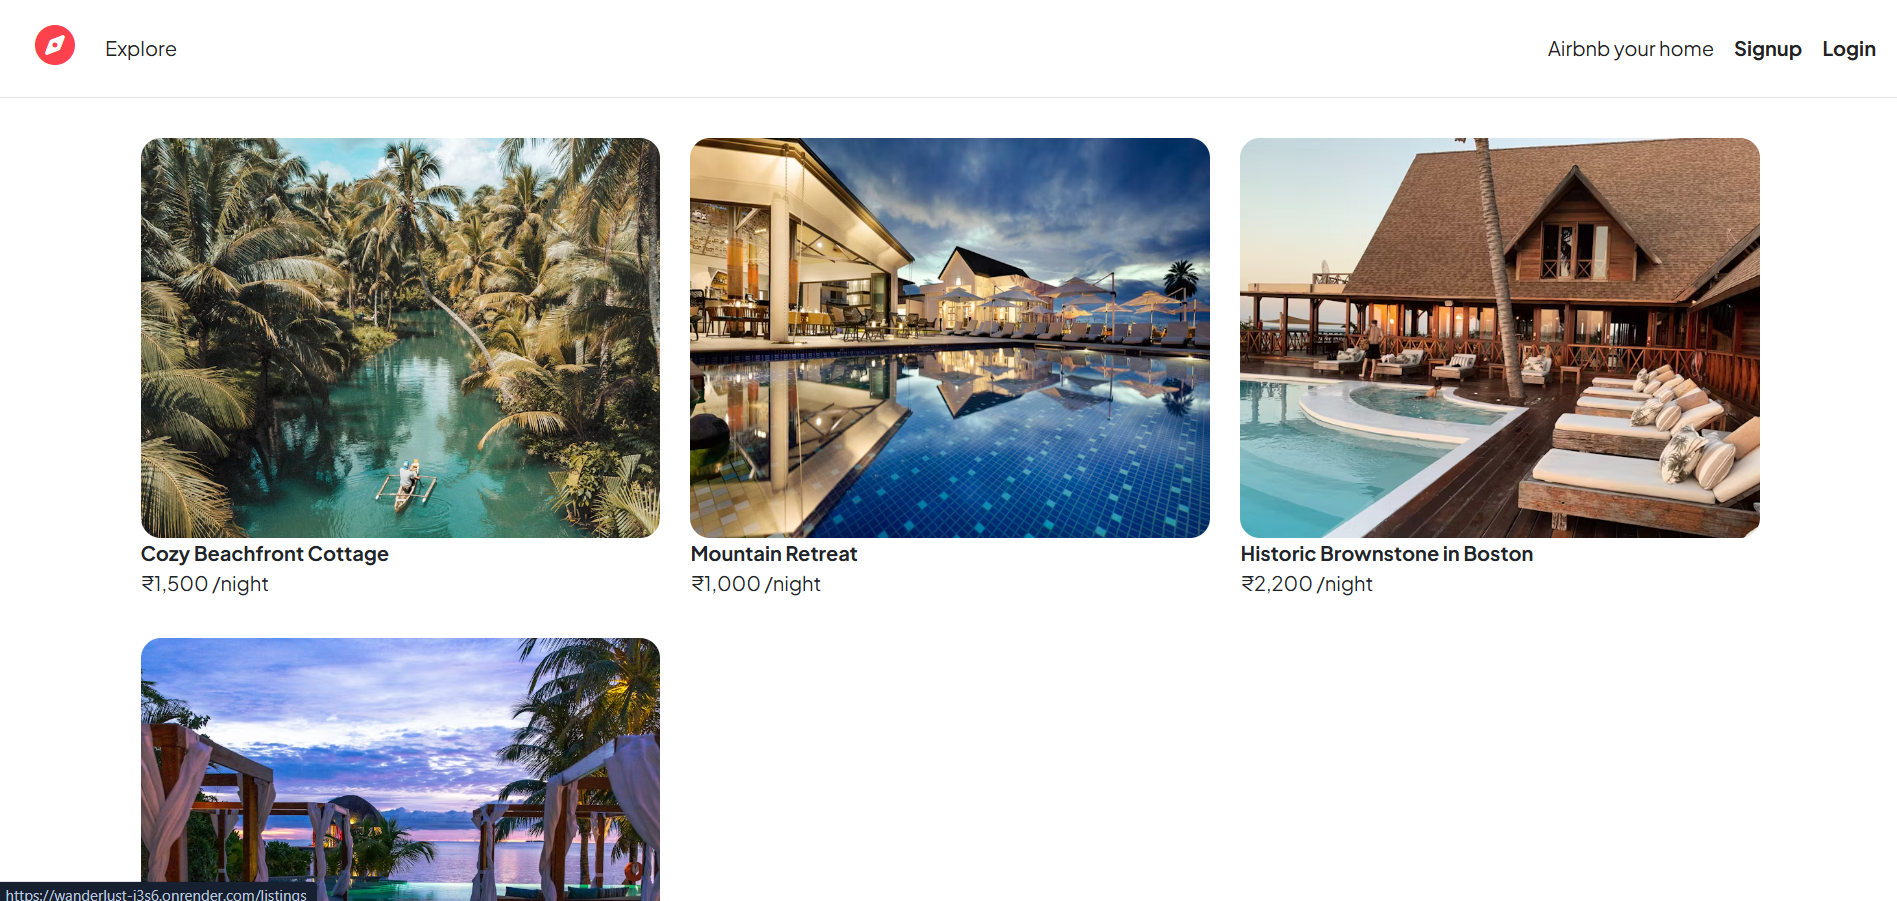 Explore
Airbnb your home Signup Login
Cozy Beachfront Cottage
₹1,500 /night
Mountain Retreat
₹1,000 /night
Historic Brownstone in Boston
₹2,200 /night
https://wanderlust-j3s6.onrender.com/listings